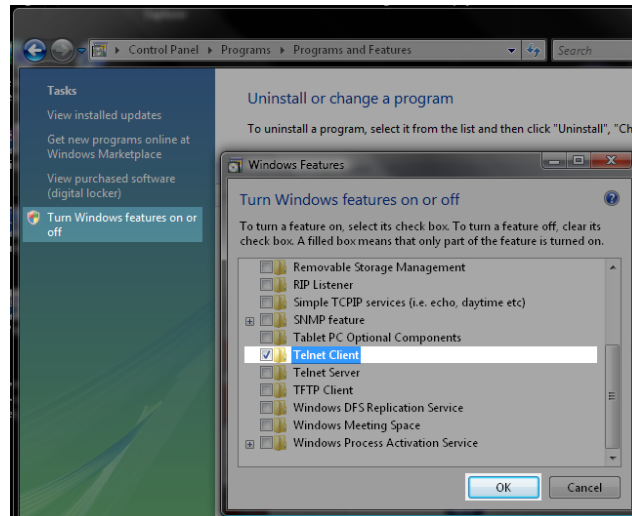 Control Panel
Programs
Programs and Features
Search
Tasks
View installed updates
Get new programs online at
Windows Marketplace
View purchased software
(digital locker)
Turn Windows features on or
off
Uninstall or change a program
To uninstall a program, select it from the list and then click "Uninstall", "Ch
Windows Features
Turn Windows features on or off
To turn a feature on, select its check box. To turn a feature off, clear its
check box. A filled box means that only part of the feature is turned on.
Removable Storage Management
RIP Listener
Simple TCPIP services (i.e. echo, daytime etc)
SNMP feature
Tablet PC Optional Components
Telnet Client
Telnet Server
TFTP Client
Windows DFS Replication Service
Windows Meeting Space
Windows Process Activation Service
OK
Cancel